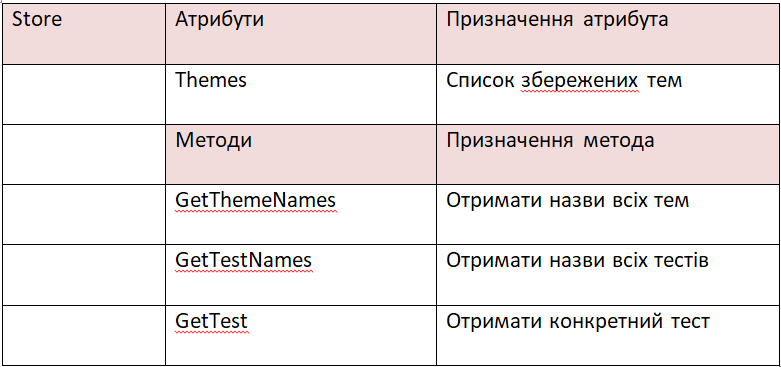 Store Атрибути Призначення атрибута
Themes Список збережених тем
Методи Призначення метода
GetThemeNames Отримати назви всіх тем
GetTestNames Отримати назви всіх тестів
GetTest Отримати конкретний тест